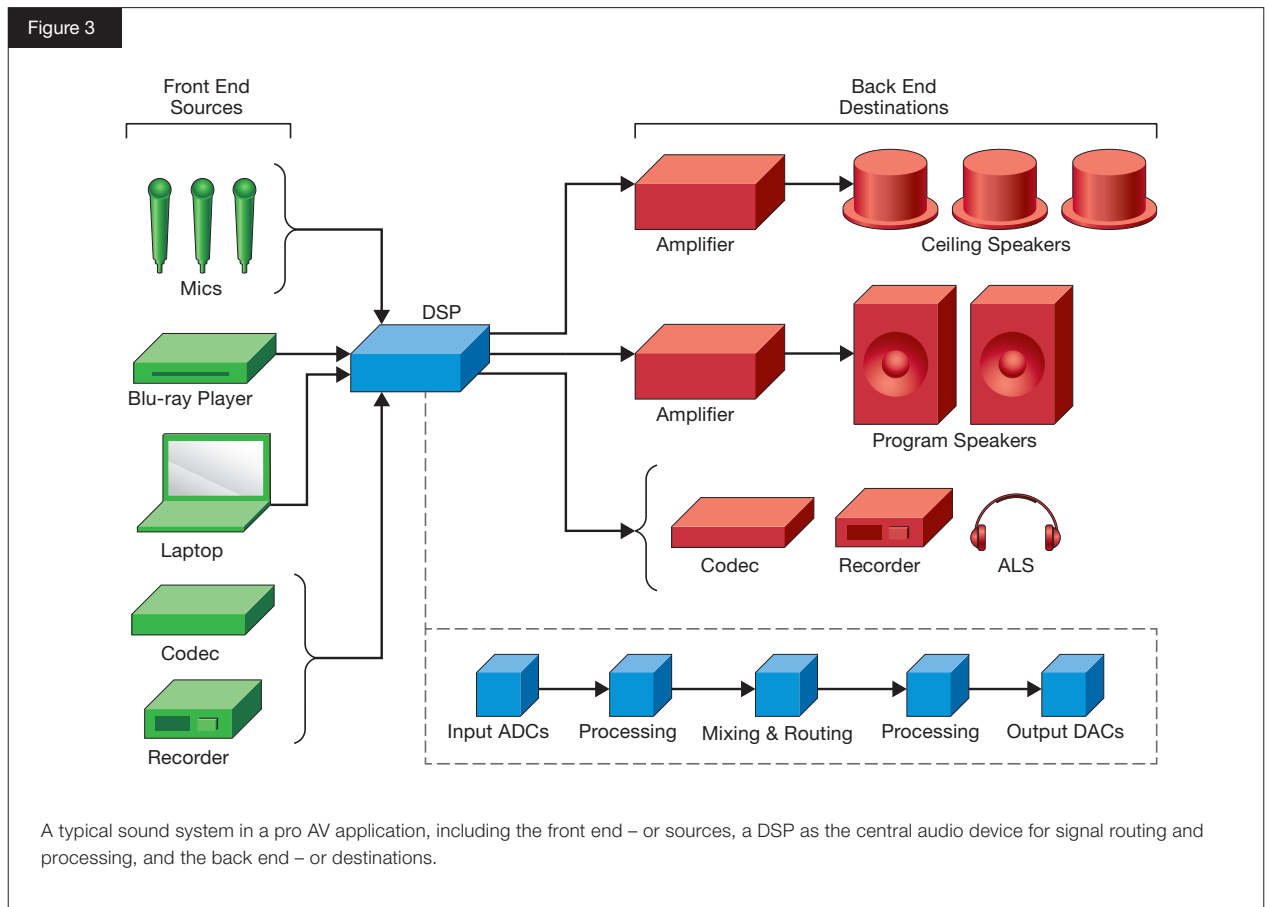 Figure 3
Front End
Sources
Back End
Destinations
Mics
Blu-ray Player
Laptop
Codec
Recorder
DSP
Amplifier
Ceiling Speakers
Amplifier
Program Speakers
Codec
Recorder
ALS
Input ADCs
Processing
Mixing & Routing
Processing
Output DACs
A typical sound system in a pro AV application, including the front end – or sources, a DSP as the central audio device for signal routing and
processing, and the back end – or destinations.